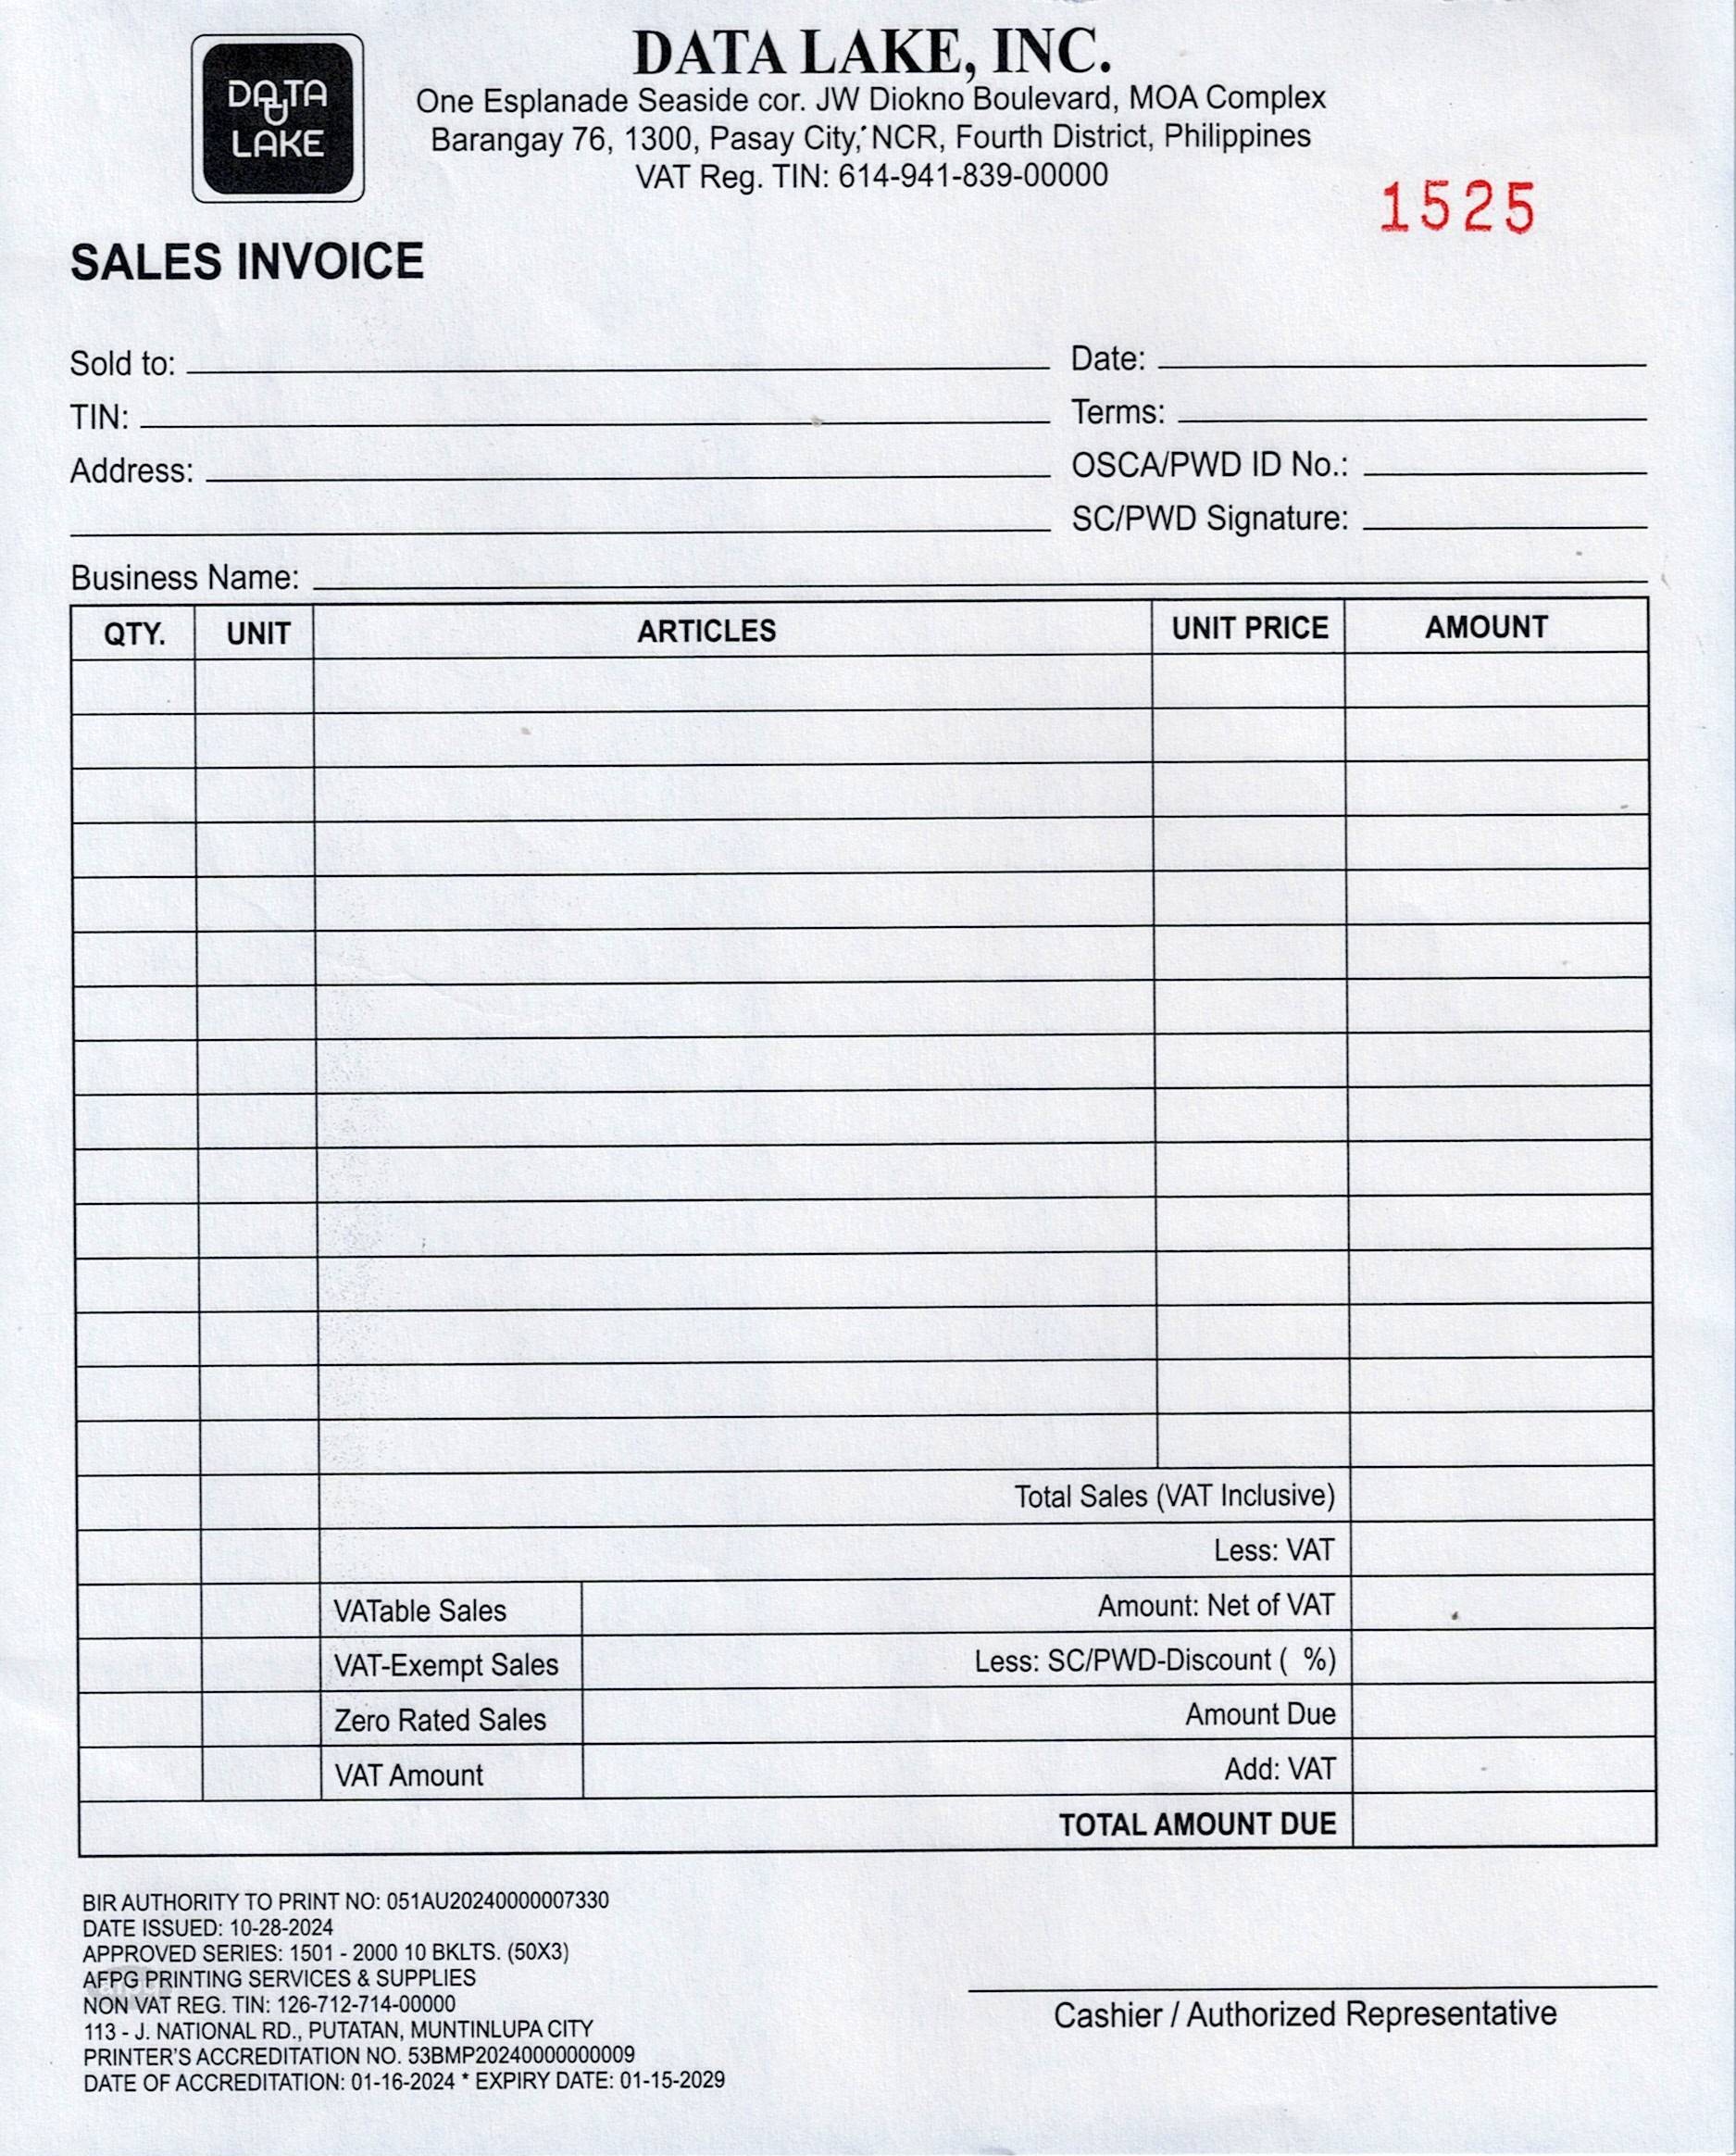 DATA LAKE
DATA LAKE, INC.
One Esplanade Seaside cor. JW Diokno Boulevard, MOA Complex
Barangay 76, 1300, Pasay City, NCR, Fourth District, Philippines
VAT Reg. TIN: 614-941-839-00000
1525
SALES INVOICE
Sold to: Date:
TIN: Terms:
Address: OSCA/PWD ID No.:
SC/PWD Signature:
Business Name:
QTY. UNIT ARTICLES UNIT PRICE AMOUNT
Total Sales (VAT Inclusive)
Less: VAT
VATable Sales Amount: Net of VAT
VAT-Exempt Sales Less: SC/PWD-Discount ( %)
Zero Rated Sales Amount Due
VAT Amount Add: VAT
TOTAL AMOUNT DUE
BIR AUTHORITY TO PRINT NO: 051AU20240000007330
DATE ISSUED: 10-28-2024
APPROVED SERIES: 1501 - 2000 10 BKLTS. (50X3)
AFPG PRINTING SERVICES & SUPPLIES
NON VAT REG. TIN: 126-712-714-00000
113 - J. NATIONAL RD., PUTATAN, MUNTINLUPA CITY
PRINTER'S ACCREDITATION NO. 53BMP20240000000009
DATE OF ACCREDITATION: 01-16-2024 * EXPIRY DATE: 01-15-2029
Cashier / Authorized Representative